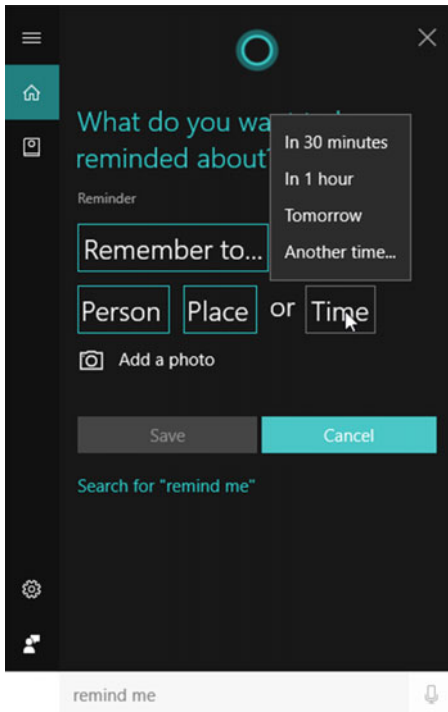 What do you wa
reminded about?
In 30 minutes
In 1 hour
Tomorrow
Another time...
Reminder
Remember to...
Person Place or Time
Add a photo
Save Cancel
Search for "remind me"
remind me